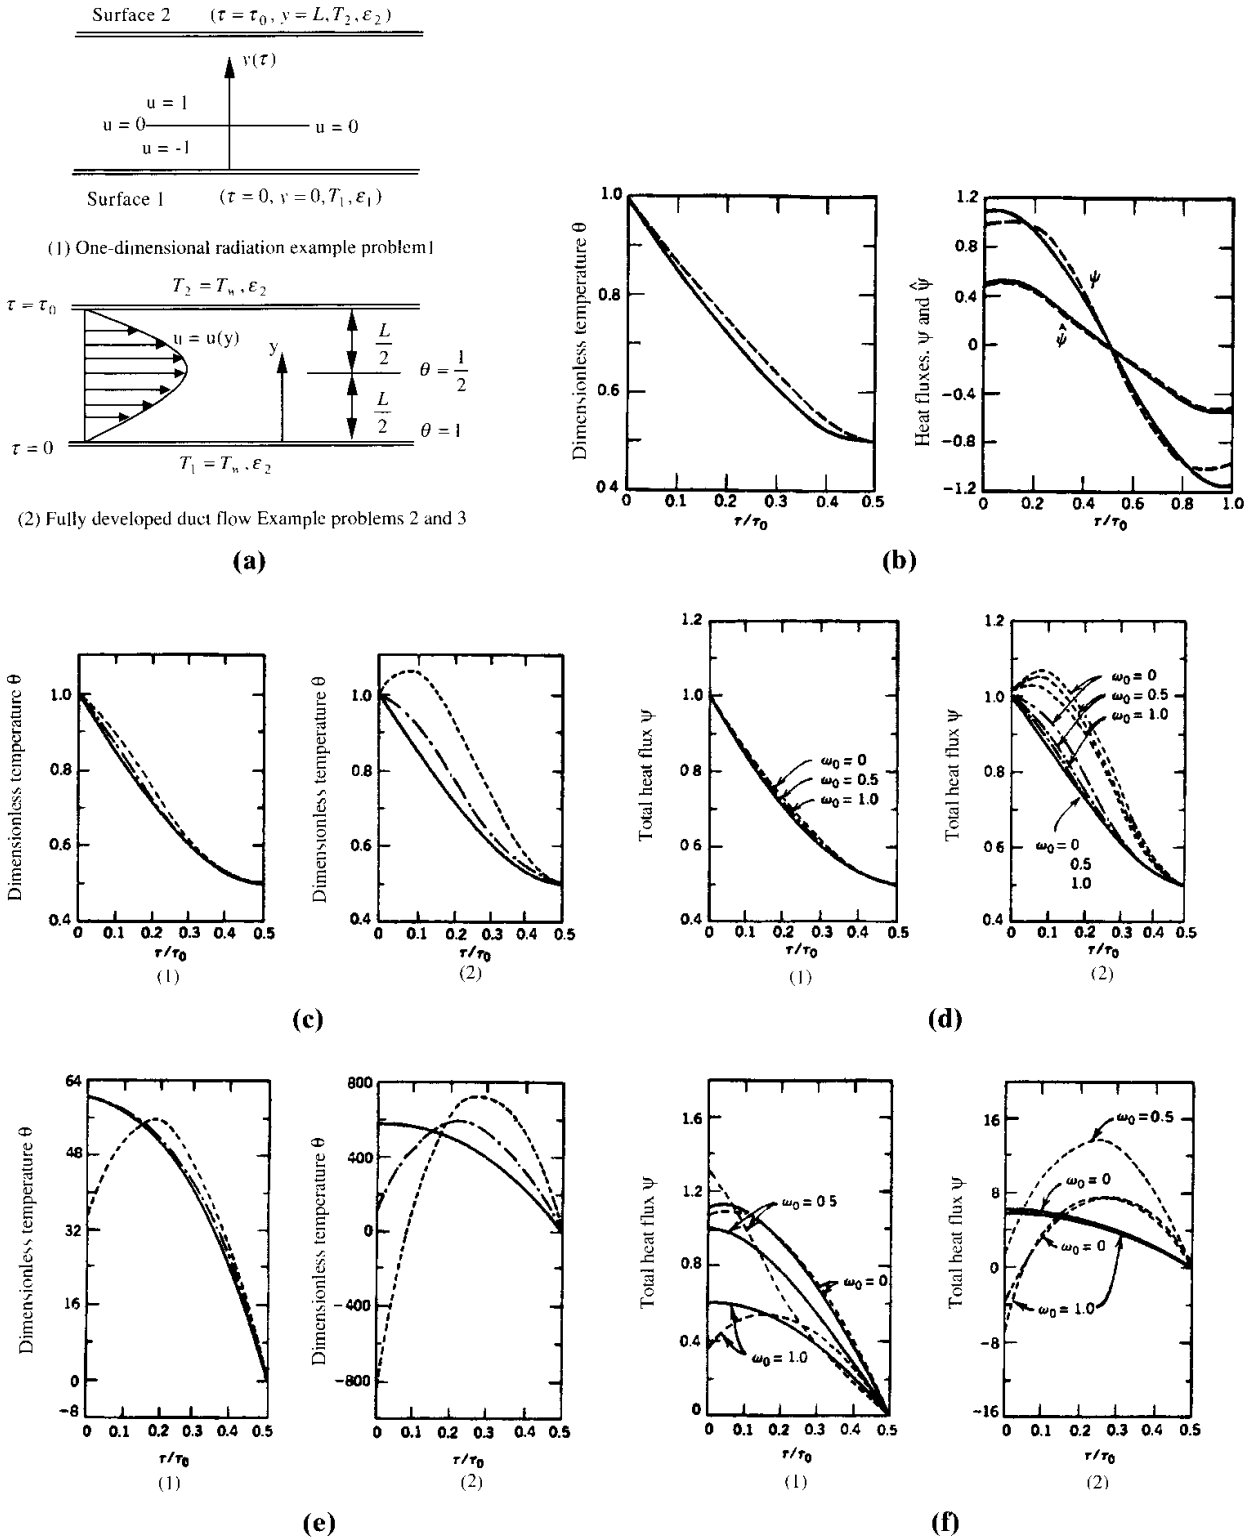 Surface 2 (τ = τ₀, y = L, T₂, ε₂)
y(τ)
u = 1
u = 0
u = 0
u = -1
Surface 1 (τ = 0, y = 0, T₁, ε₁)
(1) One-dimensional radiation example problem1
T₂ = T_w, ε₂
τ = τ₀
u = u(y)
y
L/2
θ = 1/2
L/2
θ = 1
τ = 0
T₁ = T_w, ε₂
(2) Fully developed duct flow Example problems 2 and 3
(a)
Dimensionless temperature θ
1.0
0.8
0.6
0.4
0 0.1 0.2 0.3 0.4 0.5
τ/τ₀
Heat fluxes. ψ and ψ̂
1.2
0.8
0.4
0
-0.4
-0.8
-1.2
ψ
ψ̂
0 0.2 0.4 0.6 0.8 1.0
τ/τ₀
(b)
Dimensionless temperature θ
1.0
0.8
0.6
0.4
0 0.1 0.2 0.3 0.4 0.5
τ/τ₀
(1)
Dimensionless temperature θ
1.0
0.8
0.6
0.4
0 0.1 0.2 0.3 0.4 0.5
τ/τ₀
(2)
(c)
Total heat flux ψ
1.2
1.0
0.8
0.6
0.4
ω₀ = 0
ω₀ = 0.5
ω₀ = 1.0
0 0.1 0.2 0.3 0.4 0.5
τ/τ₀
(1)
Total heat flux ψ
1.2
1.0
0.8
0.6
0.4
ω₀ = 0
ω₀ = 0.5
ω₀ = 1.0
ω₀ = 0
0.5
1.0
0 0.1 0.2 0.3 0.4 0.5
τ/τ₀
(2)
(d)
Dimensionless temperature θ
64
48
32
16
0
-8
0 0.1 0.2 0.3 0.4 0.5
τ/τ₀
(1)
Dimensionless temperature θ
800
400
0
-400
-800
0 0.1 0.2 0.3 0.4 0.5
τ/τ₀
(2)
(e)
Total heat flux ψ
1.6
1.2
0.8
0.4
0
ω₀ = 0.5
ω₀ = 0
ω₀ = 1.0
0 0.1 0.2 0.3 0.4 0.5
τ/τ₀
(1)
Total heat flux ψ
16
8
0
-8
-16
ω₀ = 0.5
ω₀ = 0
ω₀ = 0
ω₀ = 1.0
0 0.1 0.2 0.3 0.4 0.5
τ/τ₀
(2)
(f)